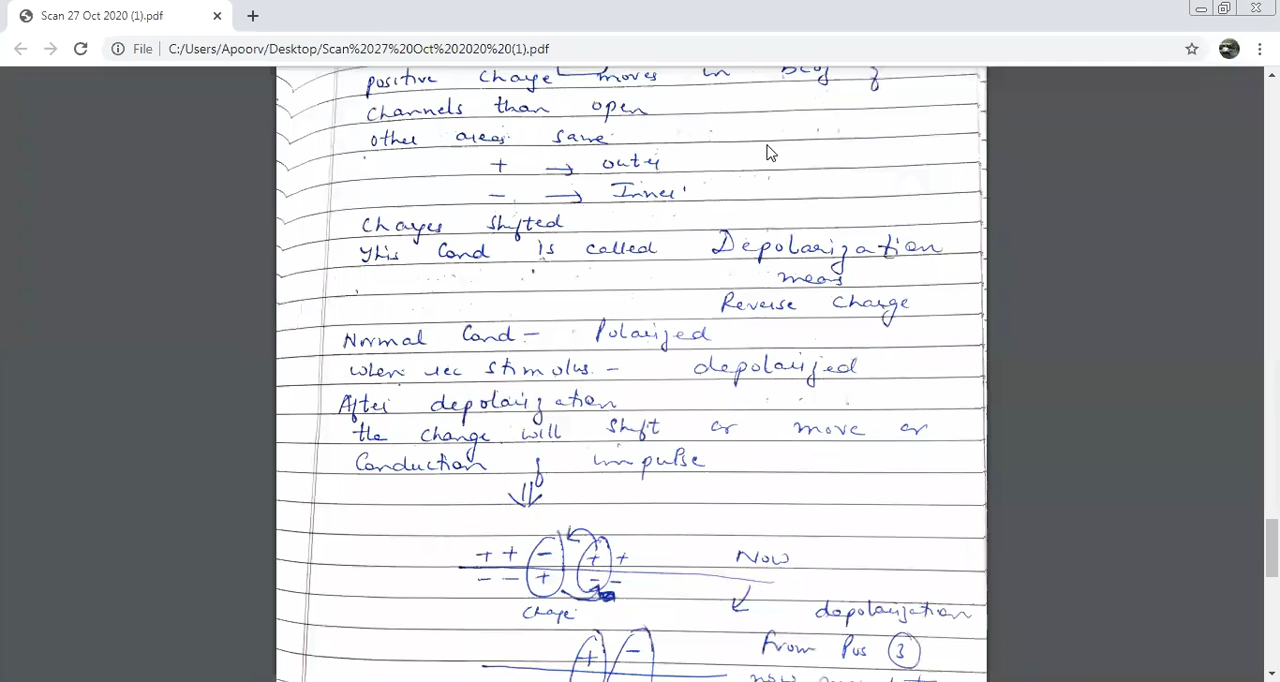 Scan 27 Oct 2020 (1).pdf
File | C:/Users/Apoorv/Desktop/Scan%2027%20Oct%202020%20(1).pdf
positive charge moves in
channels than open
other areas same
+ → outer
- → Inner
Charges shifted
This Cond is called Depolarization
means
Reverse charge
Normal Cond - Polarized
when rec stimulus - depolarized
After depolarization
the change will shift or move or
Conduction of impulse
+ + - + +
Now
- - + - -
Change
depolarization
+ -
From Pos 3